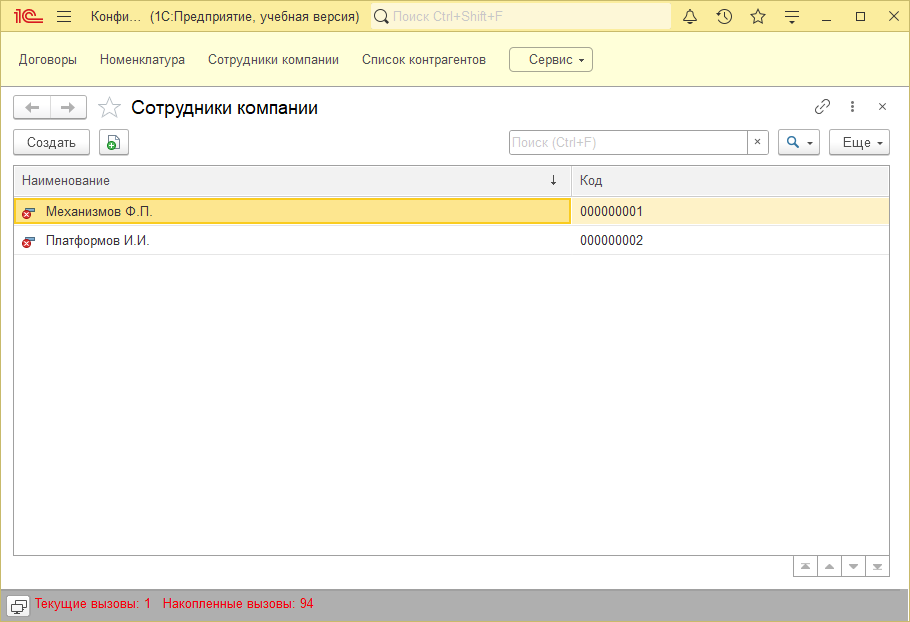 1С Конфи... (1С:Предприятие, учебная версия) Поиск Ctrl+Shift+F
Договоры Номенклатура Сотрудники компании Список контрагентов Сервис
Сотрудники компании
Создать Поиск (Ctrl+F) × Еще
Наименование ↓ Код
Механизмов Ф.П. 000000001
Платформов И.И. 000000002
Текущие вызовы: 1 Накопленные вызовы: 94